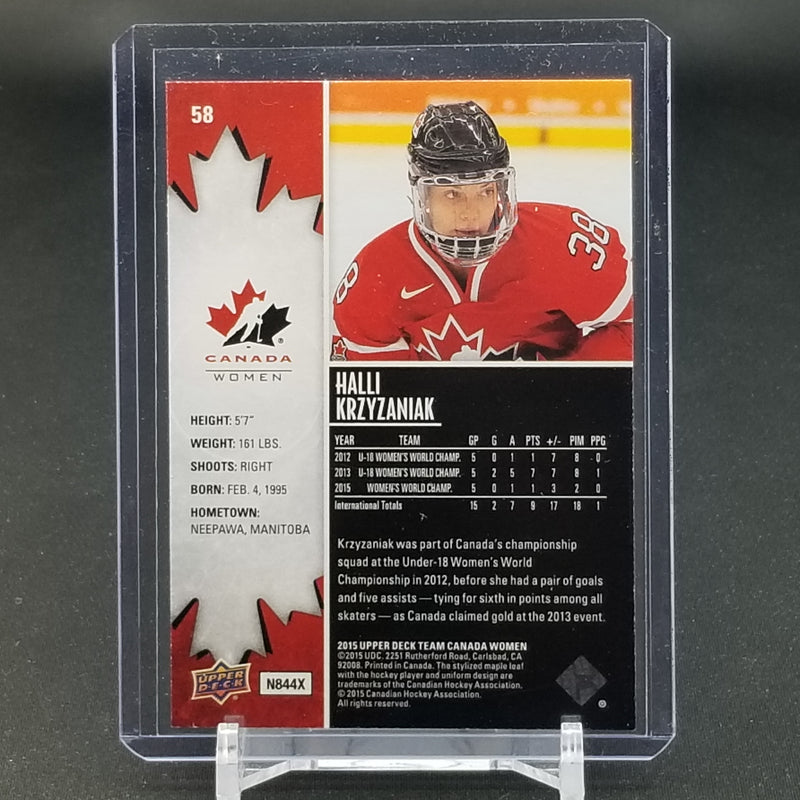 58
CANADA
WOMEN
HEIGHT: 5'7"
WEIGHT: 161 LBS.
SHOOTS: RIGHT
BORN: FEB. 4, 1995
HOMETOWN:
NEEPAWA, MANITOBA
UPPER
DECK
N844X
38
8
HALLI
KRZYZANIAK
YEAR TEAM GP G A PTS +/- PIM PPG
2012 U-18 WOMEN'S WORLD CHAMP. 5 0 1 1 7 8 0
2013 U-18 WOMEN'S WORLD CHAMP. 5 2 5 7 7 8 1
2015 WOMEN'S WORLD CHAMP. 5 0 1 1 3 2 0
International Totals 15 2 7 9 17 18 1
Krzyzaniak was part of Canada's championship
squad at the Under-18 Women's World
Championship in 2012, before she had a pair of goals
and five assists — tying for sixth in points among all
skaters — as Canada claimed gold at the 2013 event.
2015 UPPER DECK TEAM CANADA WOMEN
©2015 UDC. 2251 Rutherford Road, Carlsbad, CA
92008. Printed in Canada. The stylized maple leaf
with the hockey player and uniform design are
trademarks of the Canadian Hockey Association.
©2015 Canadian Hockey Association.
All rights reserved.